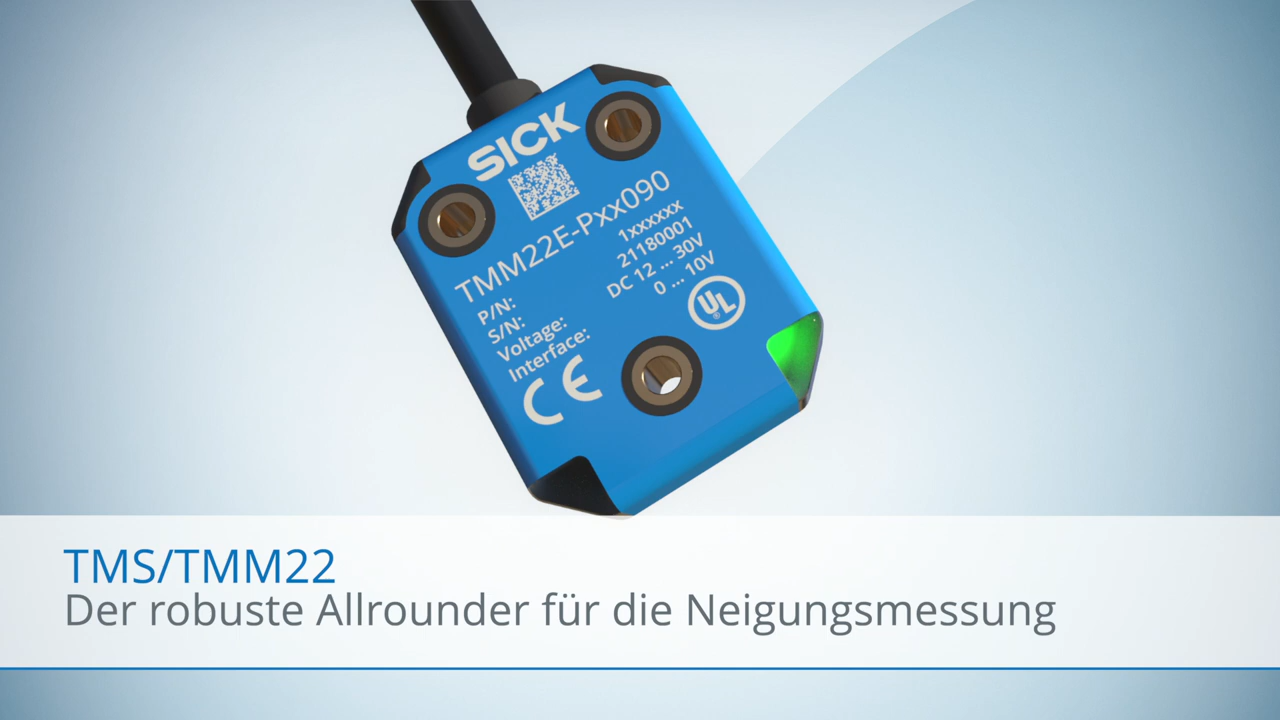 SICK
TMM22E-Pxx090
P/N: 1xxxxxx
S/N: 21180001
Voltage: DC 12 ... 30V
Interface: 0 ... 10V
CE
UL
®
TMS/TMM22
Der robuste Allrounder für die Neigungsmessung